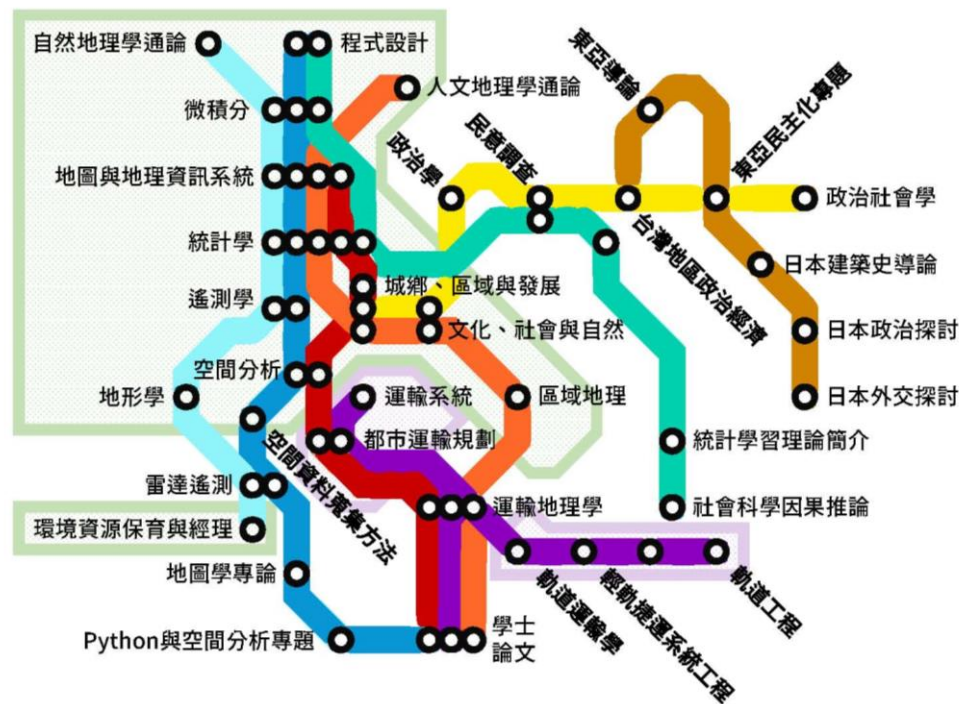 自然地理學通論
程式設計
人文地理學通論
微積分
東亞導論
東亞民主化專題
民意調查
政治學
地圖與地理資訊系統
政治社會學
台灣地區政治經濟
統計學
日本建築史導論
城鄉、區域與發展
遙測學
文化、社會與自然
日本政治探討
空間分析
地形學
運輸系統
區域地理
日本外交探討
都市運輸規劃
統計學習理論簡介
空間資料蒐集方法
雷達遙測
運輸地理學
社會科學因果推論
環境資源保育與經理
地圖學專論
軌道運輸學
輕軌捷運系統工程
軌道工程
Python與空間分析專題
學士
論文